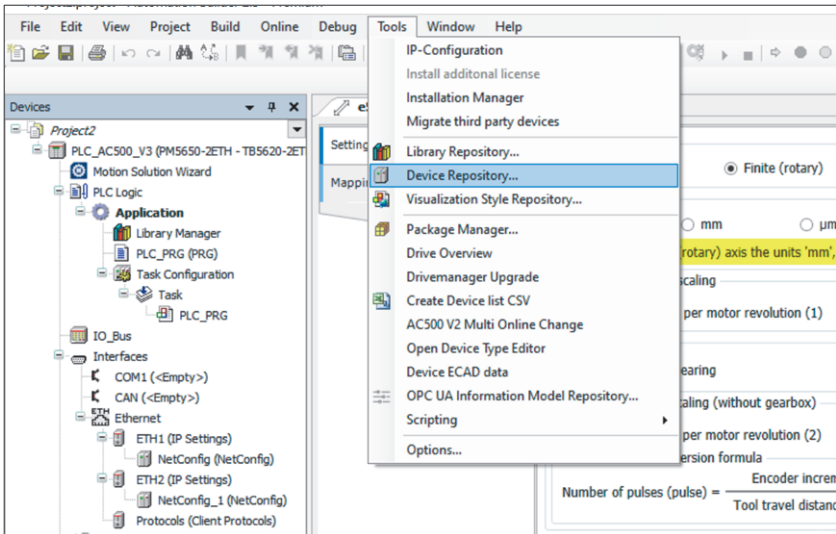 File Edit View Project Build Online Debug Tools Window Help
IP-Configuration
Install additonal license
Installation Manager
Migrate third party devices
Library Repository...
Device Repository...
Visualization Style Repository...
Package Manager...
Drive Overview
Drivemanager Upgrade
Create Device list CSV
AC500 V2 Multi Online Change
Open Device Type Editor
Device ECAD data
OPC UA Information Model Repository...
Scripting
Options...
Devices
Project2
PLC_AC500_V3 (PM5650-2ETH - TB5620-2ET
Motion Solution Wizard
PLC Logic
Application
Library Manager
PLC_PRG (PRG)
Task Configuration
Task
PLC_PRG
IO_Bus
Interfaces
COM1 (<Empty>)
CAN (<Empty>)
ETH Ethernet
ETH1 (IP Settings)
NetConfig (NetConfig)
ETH2 (IP Settings)
NetConfig_1 (NetConfig)
Protocols (Client Protocols)
Setting
Mappi
Finite (rotary)
mm µm
(rotary) axis the units 'mm',
scaling
per motor revolution (1)
earing
aling (without gearbox)
per motor revolution (2)
ersion formula
Number of pulses (pulse) =
Encoder increm
Tool travel distanc